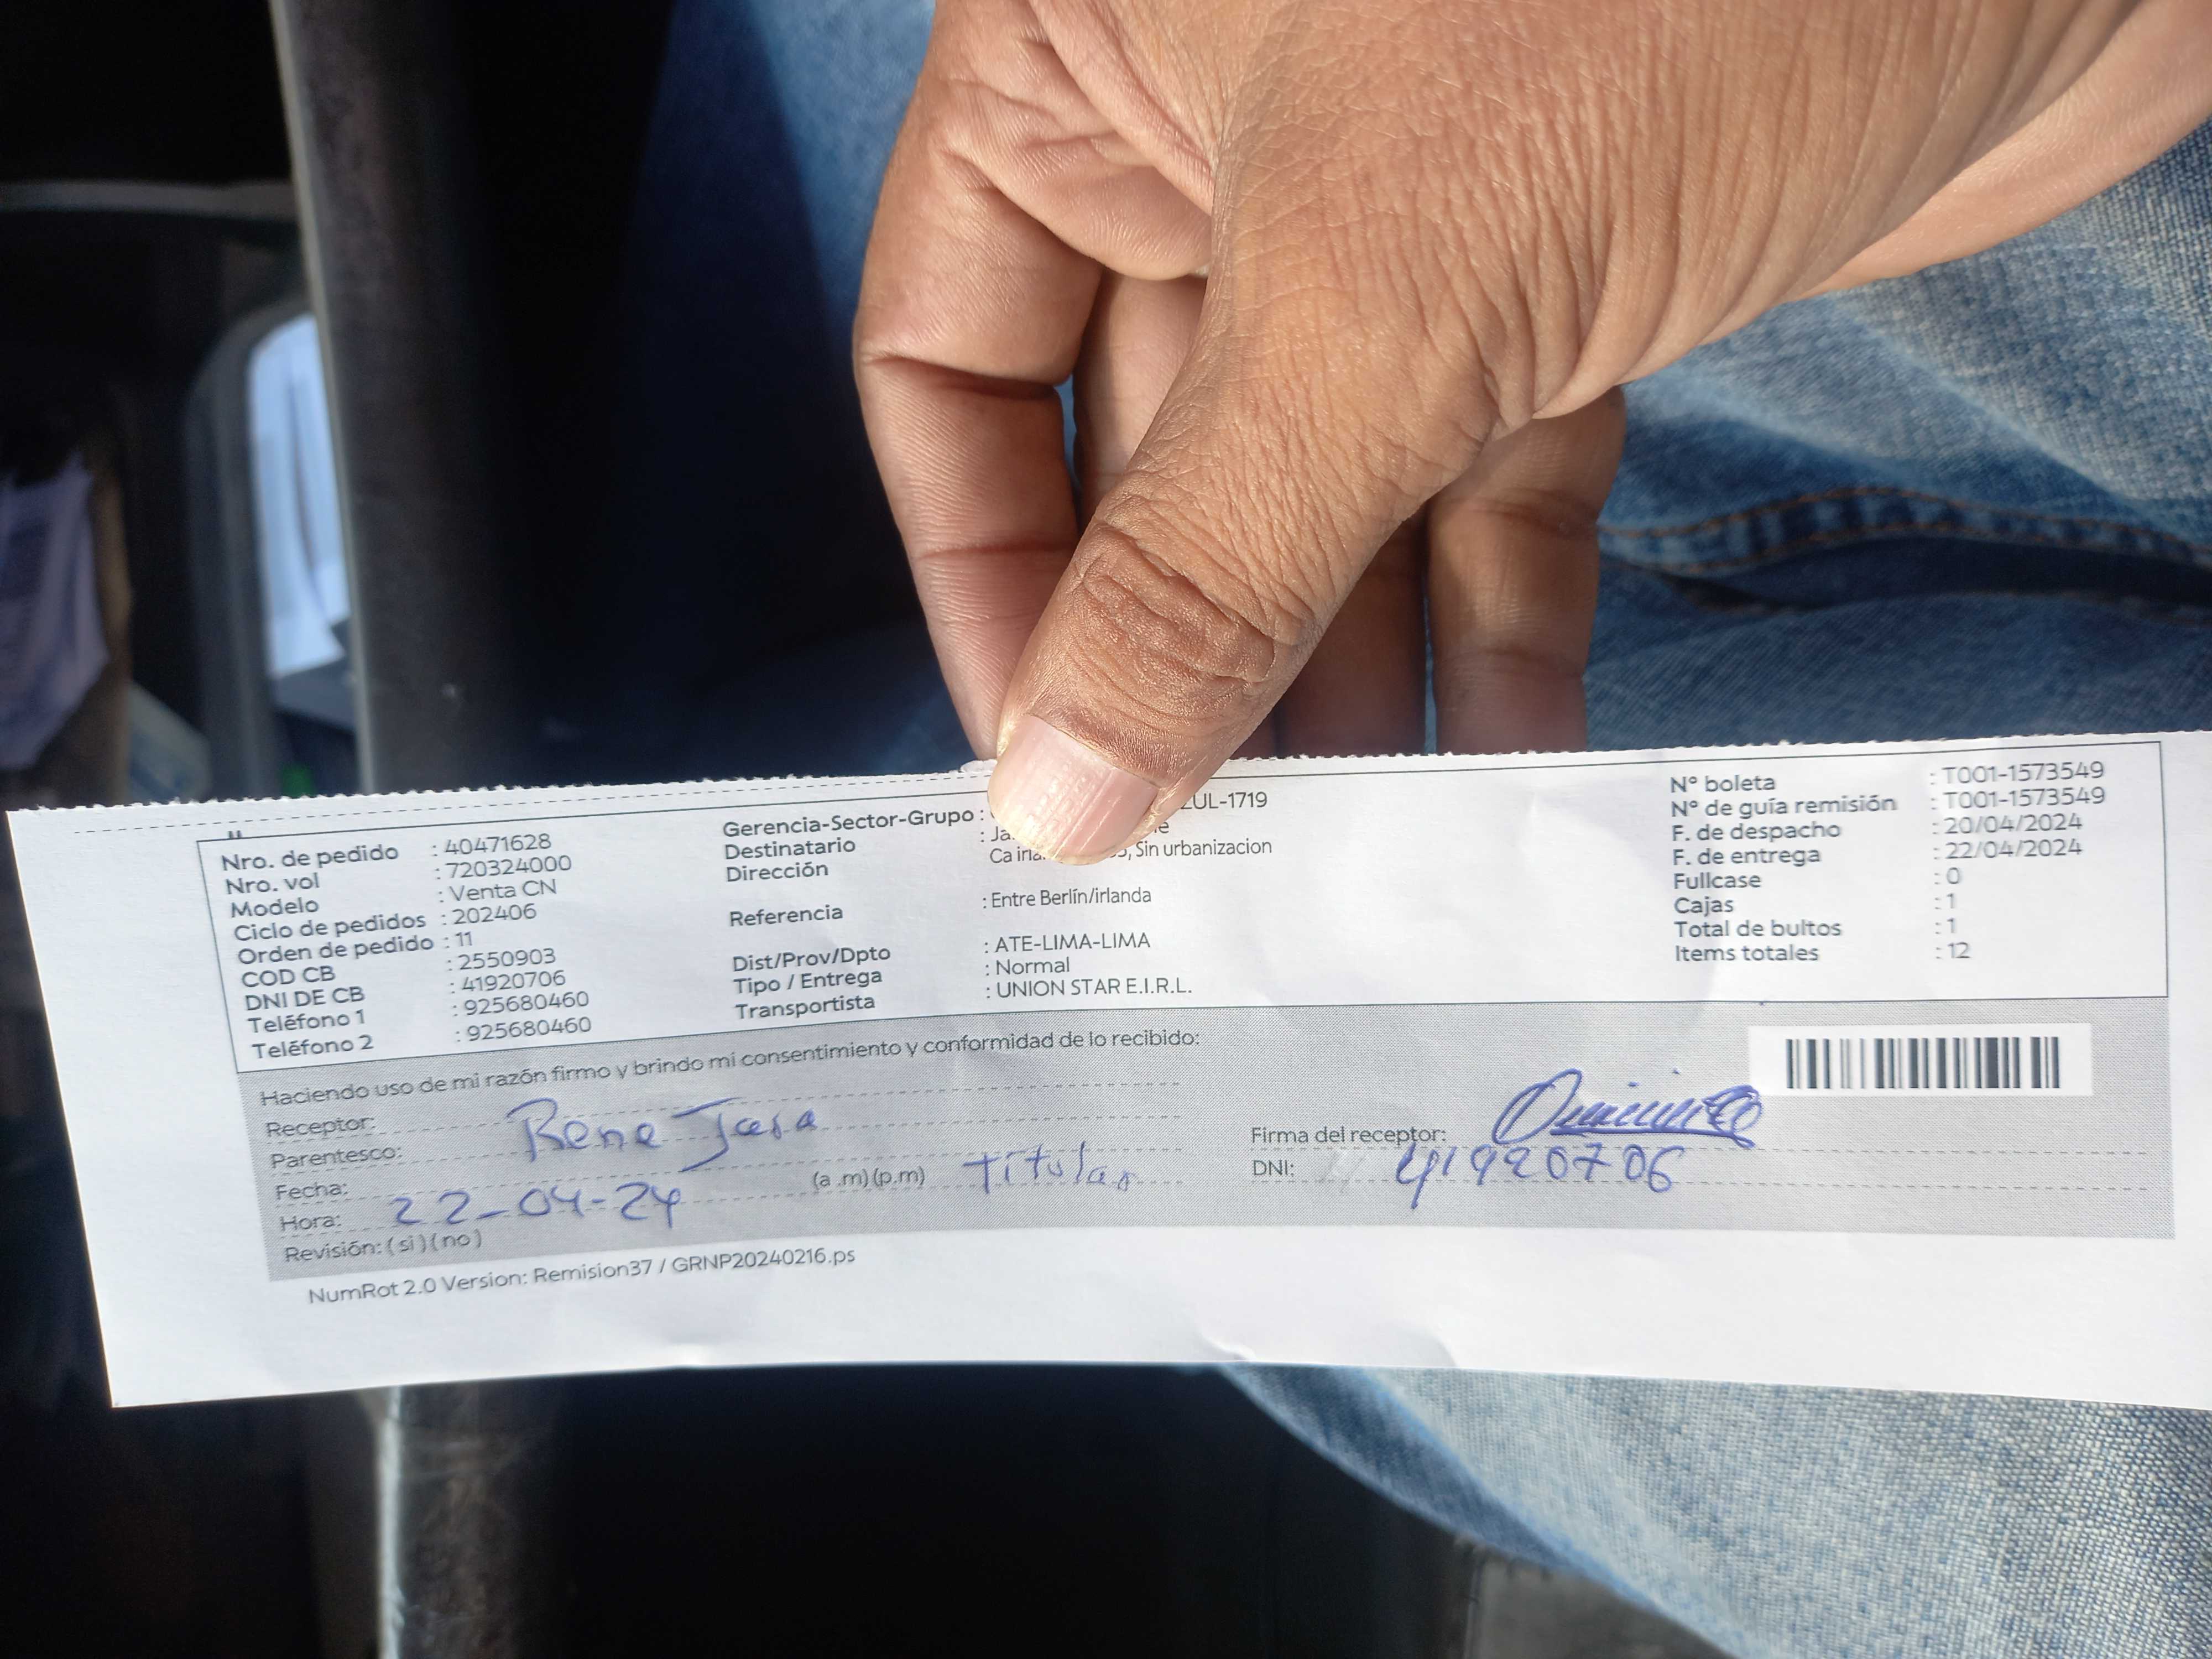 Nro. de pedido : 40471628
Nro. vol : 720324000
Modelo : Venta CN
Ciclo de pedidos : 202406
Orden de pedido : 11
COD CB : 2550903
DNI DE CB : 41920706
Teléfono 1 : 925680460
Teléfono 2 : 925680460
Gerencia-Sector-Grupo : ZUL-1719
Destinatario :
Dirección Ca , Sin urbanizacion
Referencia : Entre Berlín/irlanda
Dist/Prov/Dpto : ATE-LIMA-LIMA
Tipo / Entrega : Normal
Transportista : UNION STAR E.I.R.L.
N° boleta : T001-1573549
N° de guía remisión : T001-1573549
F. de despacho : 20/04/2024
F. de entrega : 22/04/2024
Fullcase : 0
Cajas : 1
Total de bultos : 1
Items totales : 12
Haciendo uso de mi razón firmo y brindo mi consentimiento y conformidad de lo recibido:
Receptor:
Parentesco: Rene Jara
Fecha: (a .m)(p.m) Titular
Hora: 22-04-24
Revisión: ( si )( no )
Firma del receptor:
DNI: 41920706
NumRot 2.0 Version: Remision37 / GRNP20240216.ps